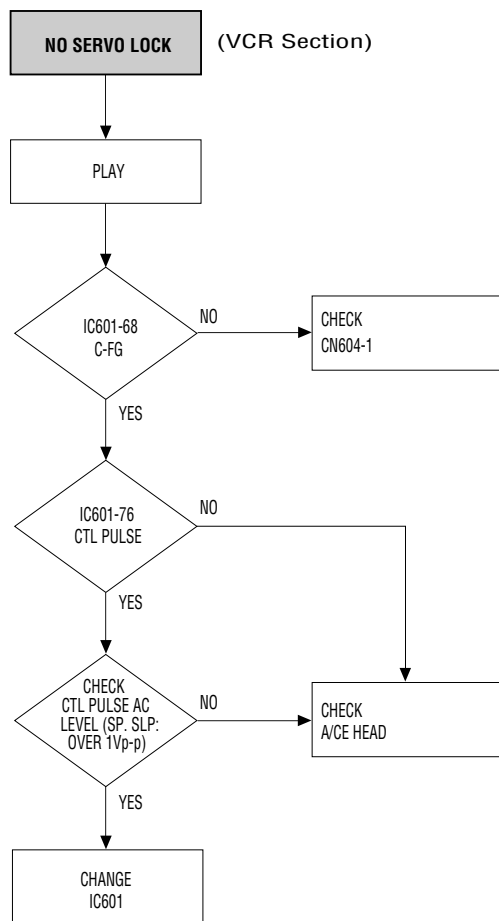 NO SERVO LOCK
(VCR Section)
PLAY
IC601-68
C-FG
NO
CHECK
CN604-1
YES
IC601-76
CTL PULSE
NO
YES
CHECK
CTL PULSE AC
LEVEL (SP. SLP:
OVER 1Vp-p)
NO
CHECK
A/CE HEAD
YES
CHANGE
IC601